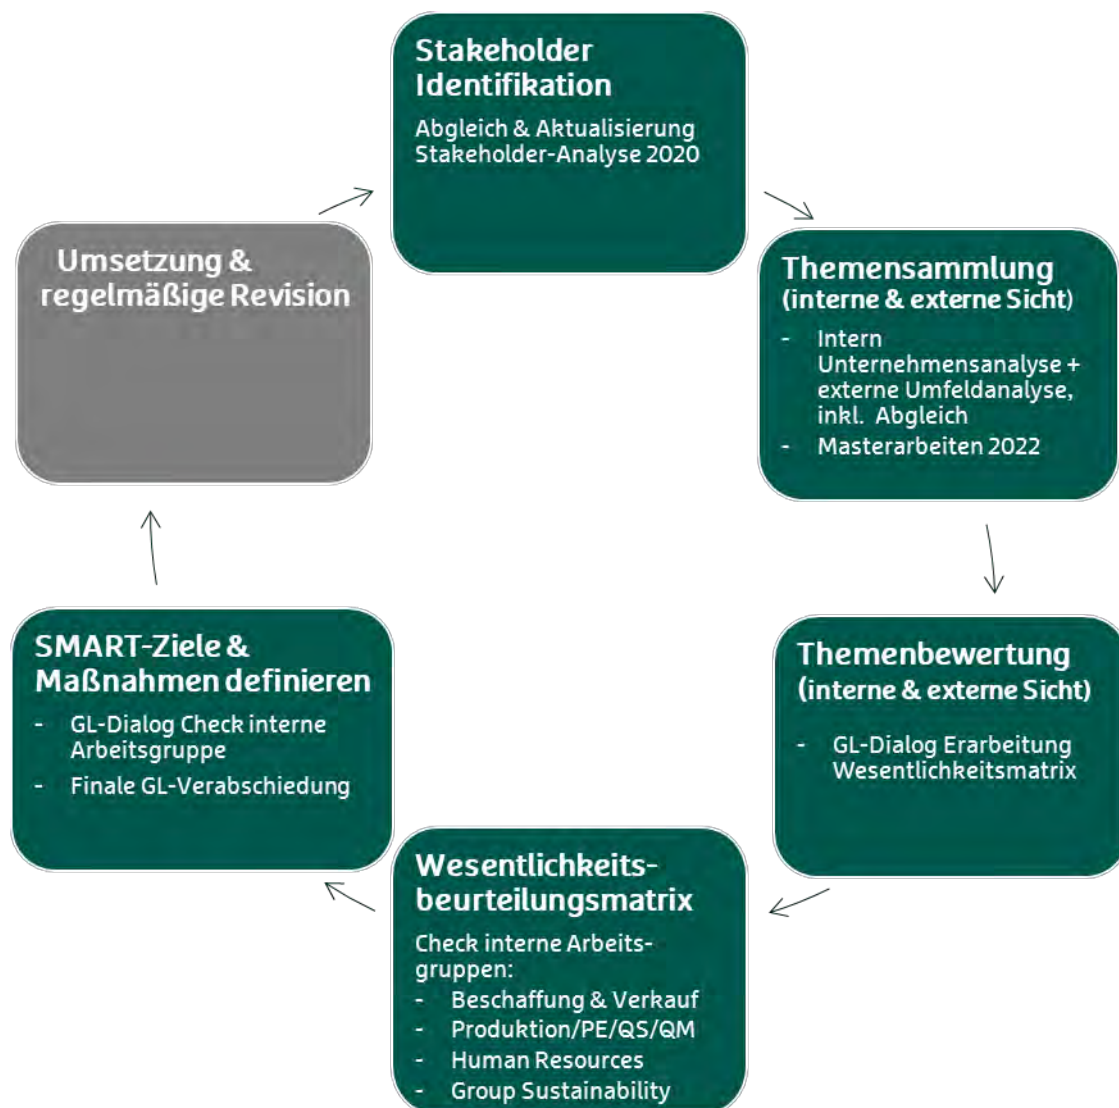 Stakeholder
Identifikation
Abgleich & Aktualisierung
Stakeholder-Analyse 2020
Themensammlung
(interne & externe Sicht)
- Intern
Unternehmensanalyse +
externe Umfeldanalyse,
inkl. Abgleich
- Masterarbeiten 2022
Themenbewertung
(interne & externe Sicht)
- GL-Dialog Erarbeitung
Wesentlichkeitsmatrix
Wesentlichkeits-
beurteilungsmatrix
Check interne Arbeits-
gruppen:
- Beschaffung & Verkauf
- Produktion/PE/QS/QM
- Human Resources
- Group Sustainability
SMART-Ziele &
Maßnahmen definieren
- GL-Dialog Check interne
Arbeitsgruppe
- Finale GL-Verabschiedung
Umsetzung &
regelmäßige Revision